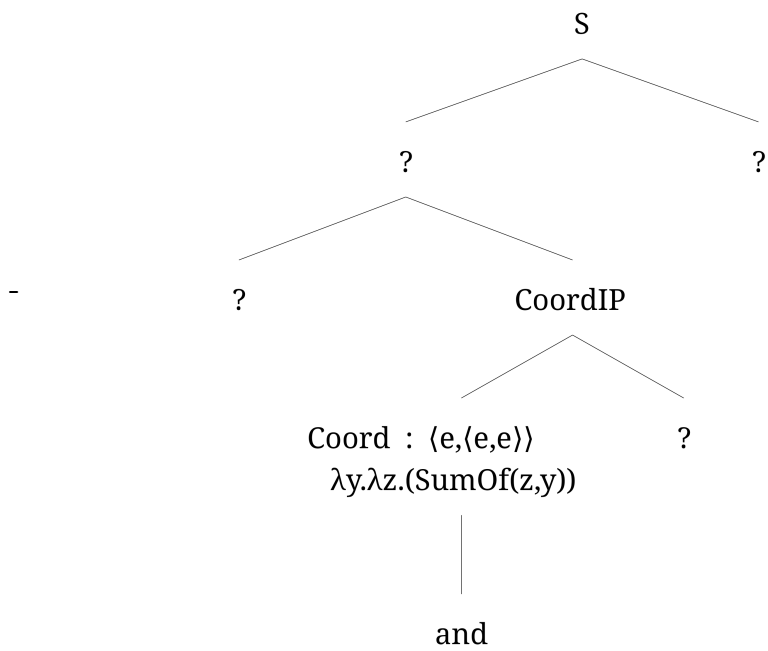 S
? ?
- ? CoordIP
Coord : ⟨e,⟨e,e⟩⟩ ?
λy.λz.(SumOf(z,y))
and